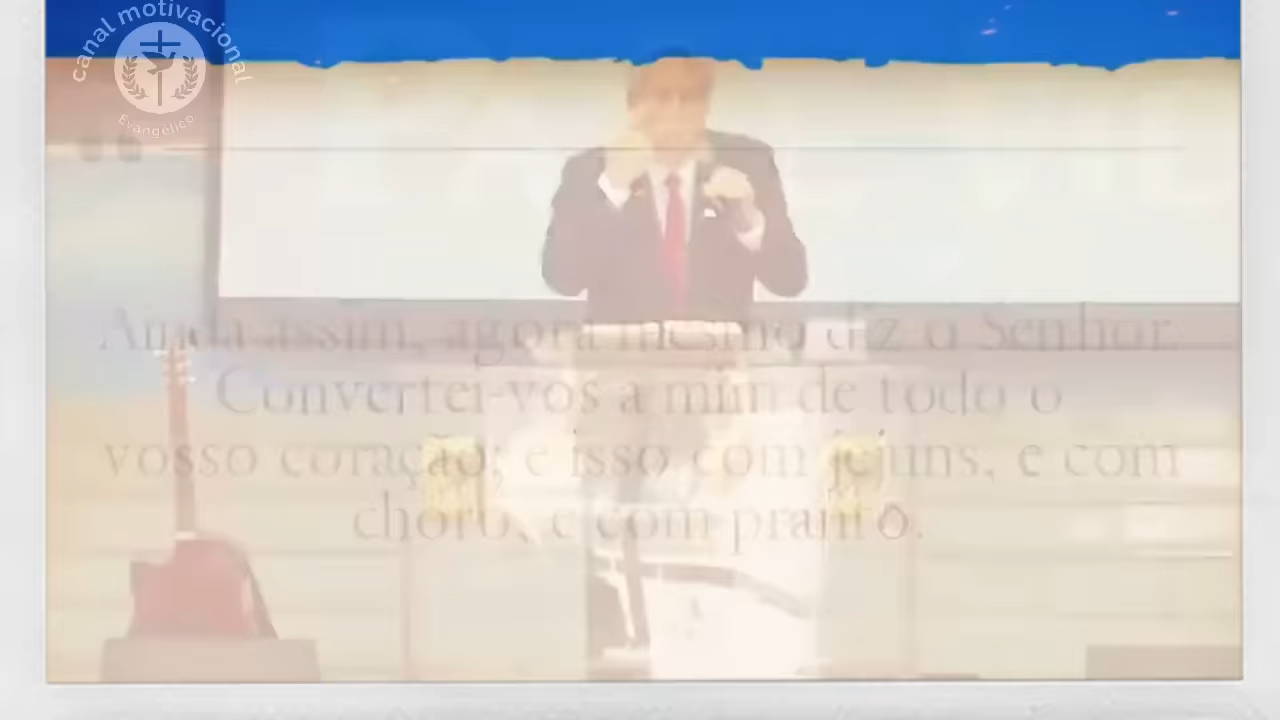 canal motivacional
Evangélico
Ainda assim, agora mesmo diz o Senhor.
Convertei-vos a mim de todo o
vosso coração; e isso com jejuns, e com
choro, e com pranto.